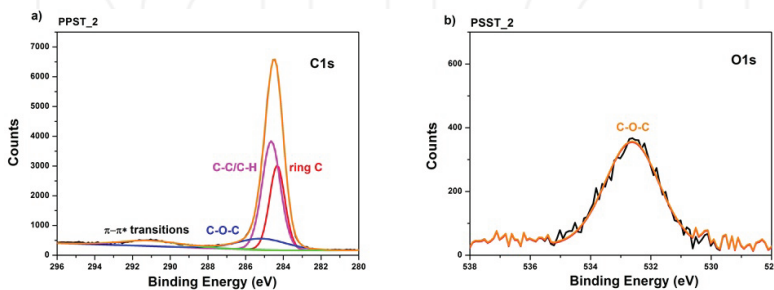 a) PPST_2
C1s
C-C/C-H
ring C
C-O-C
π–π* transitions
Counts
7000
6000
5000
4000
3000
2000
1000
0
296 294 292 290 288 286 284 282 280
Binding Energy (eV)
b) PSST_2
O1s
C-O-C
Counts
600
400
200
0
538 536 534 532 530 52
Binding Energy (eV)